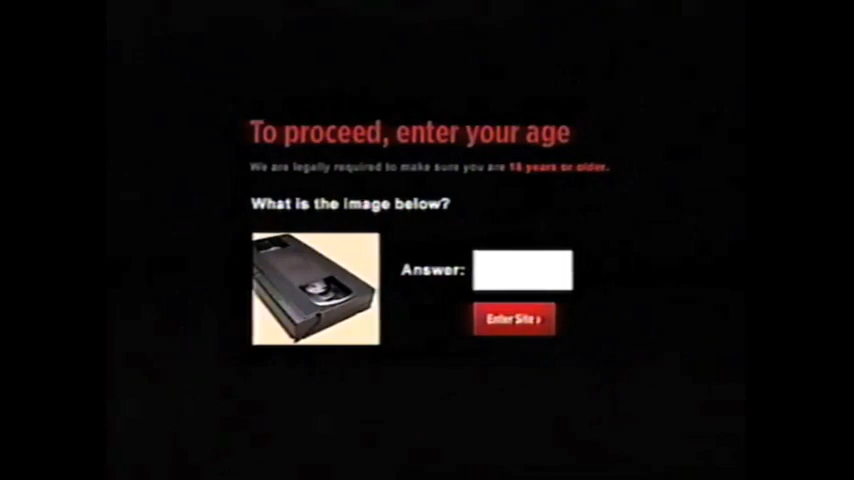 To proceed, enter your age
We are legally required to make sure you are 18 years or older.
What is the image below?
Answer:
Enter Site ›